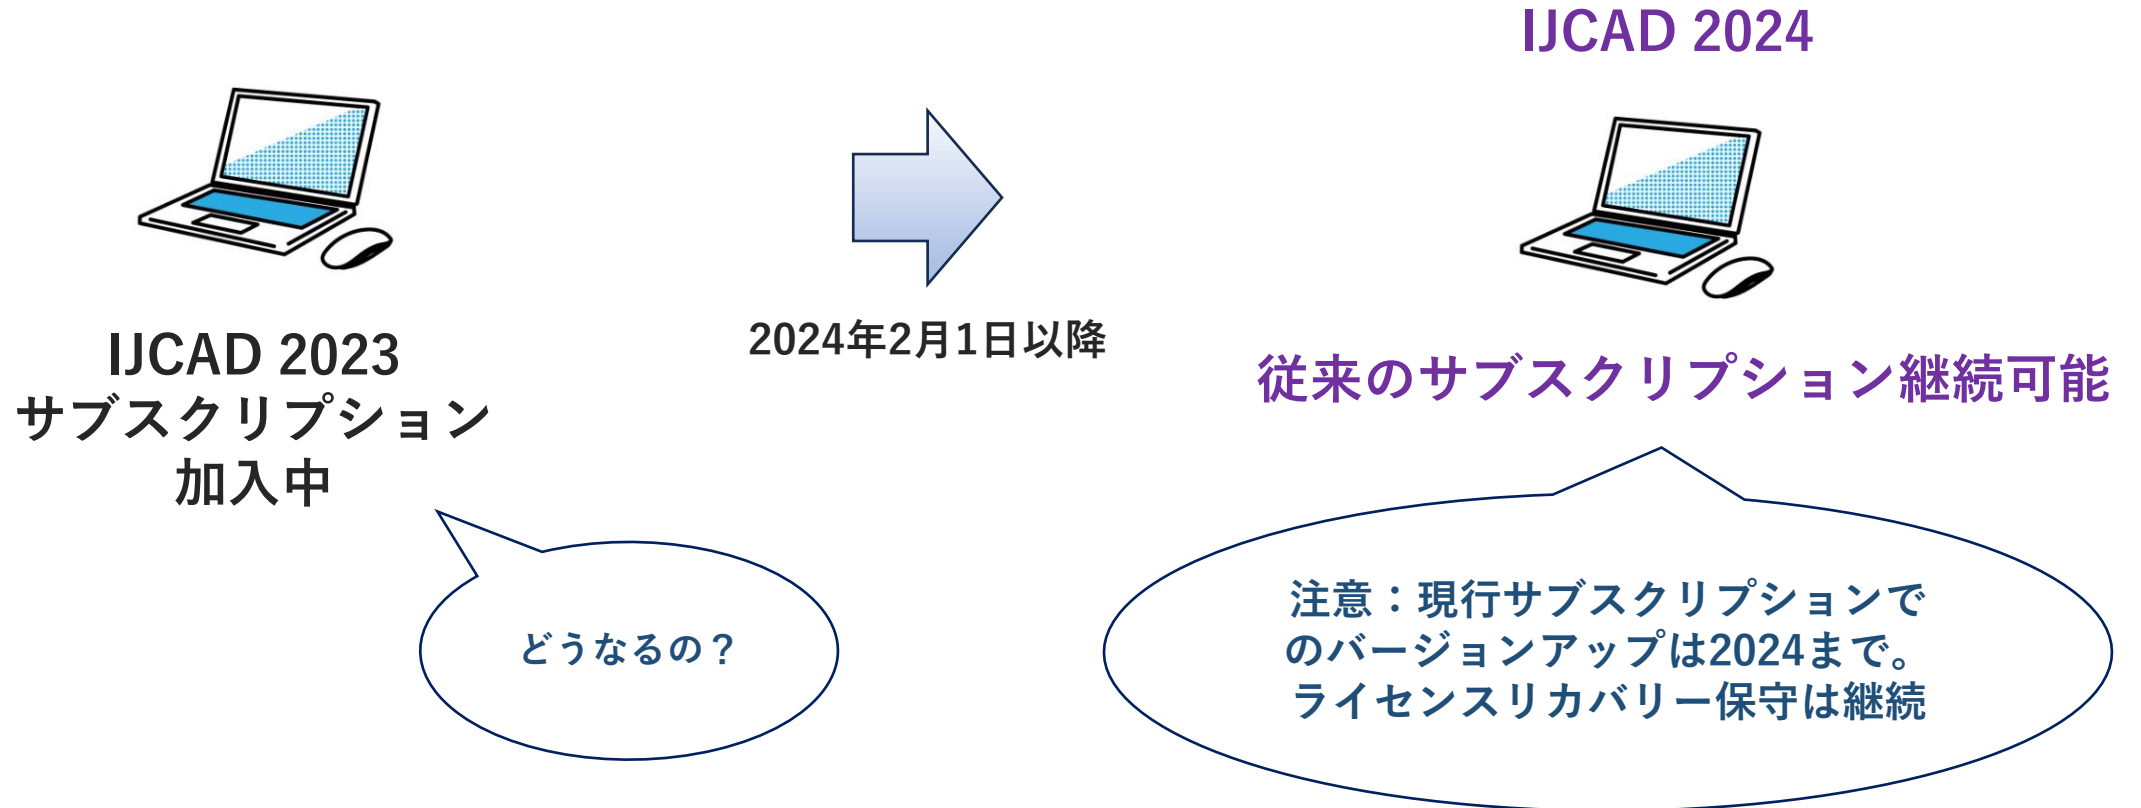 IJCAD 2024
IJCAD 2023
サブスクリプション
加入中
2024年2月1日以降
従来のサブスクリプション継続可能
どうなるの？
注意：現行サブスクリプションで
のバージョンアップは2024まで。
ライセンスリカバリー保守は継続